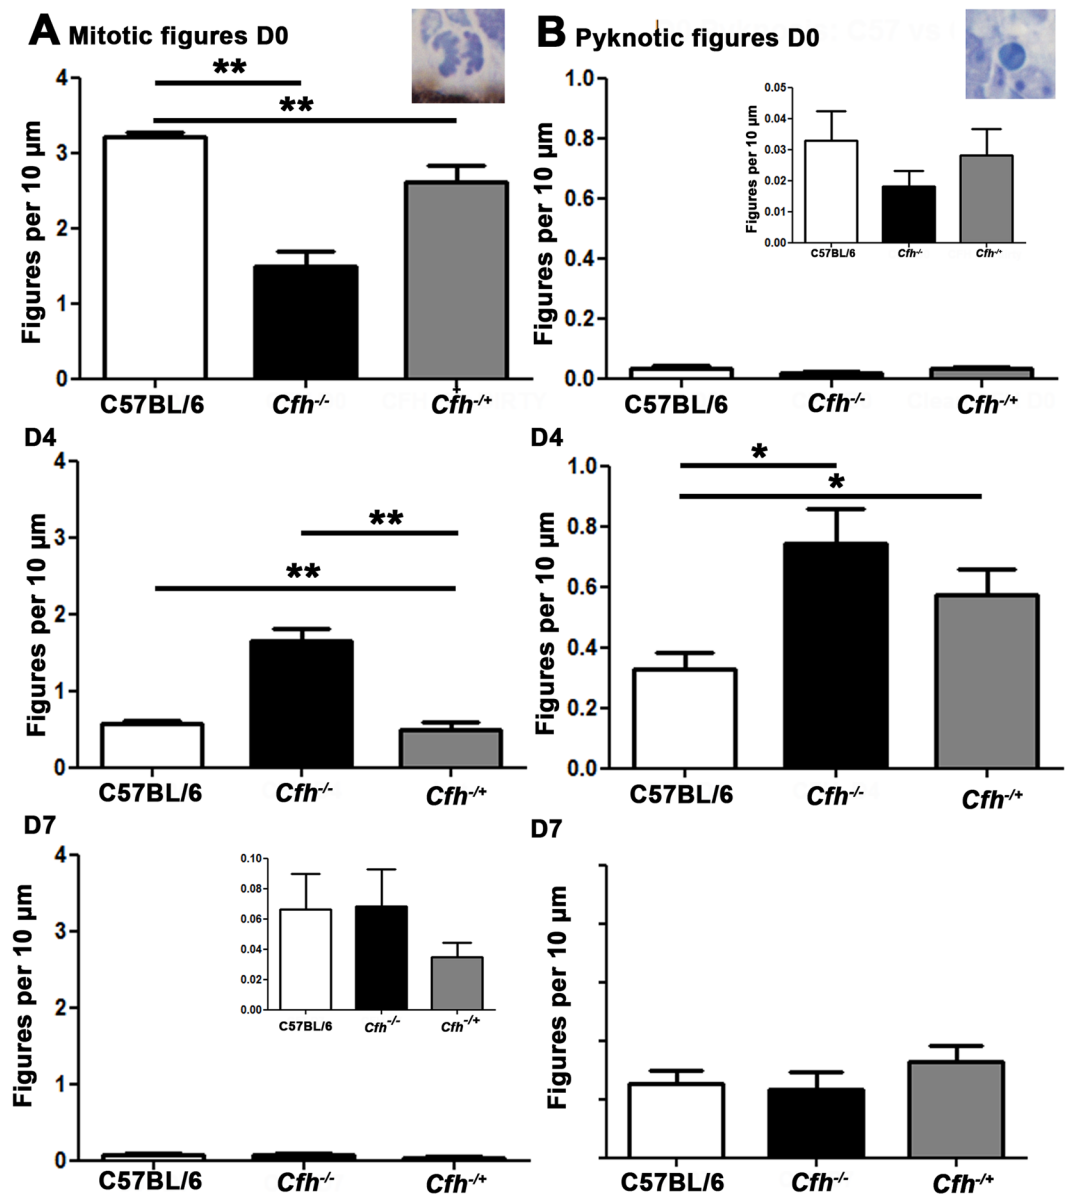 A Mitotic figures D0
**
**
4
3
2
1
0
Figures per 10 µm
C57BL/6 Cfh-/- Cfh-/+
B Pyknotic figures D0
1.0
0.8
0.6
0.4
0.2
0.0
Figures per 10 µm
0.05
0.04
0.03
0.02
0.01
0.00
Figures per 10 µm
C57BL/6 Cfh-/- Cfh-/+
C57BL/6 Cfh-/- Cfh-/+
D4
4
3
2
1
0
Figures per 10 µm
**
**
C57BL/6 Cfh-/- Cfh-/+
D4
1.0
0.8
0.6
0.4
0.2
0.0
Figures per 10 µm
*
*
C57BL/6 Cfh-/- Cfh-/+
D7
4
3
2
1
0
Figures per 10 µm
0.10
0.08
0.06
0.04
0.02
0.00
C57BL/6 Cfh-/- Cfh-/+
C57BL/6 Cfh-/- Cfh-/+
D7
Figures per 10 µm
C57BL/6 Cfh-/- Cfh-/+